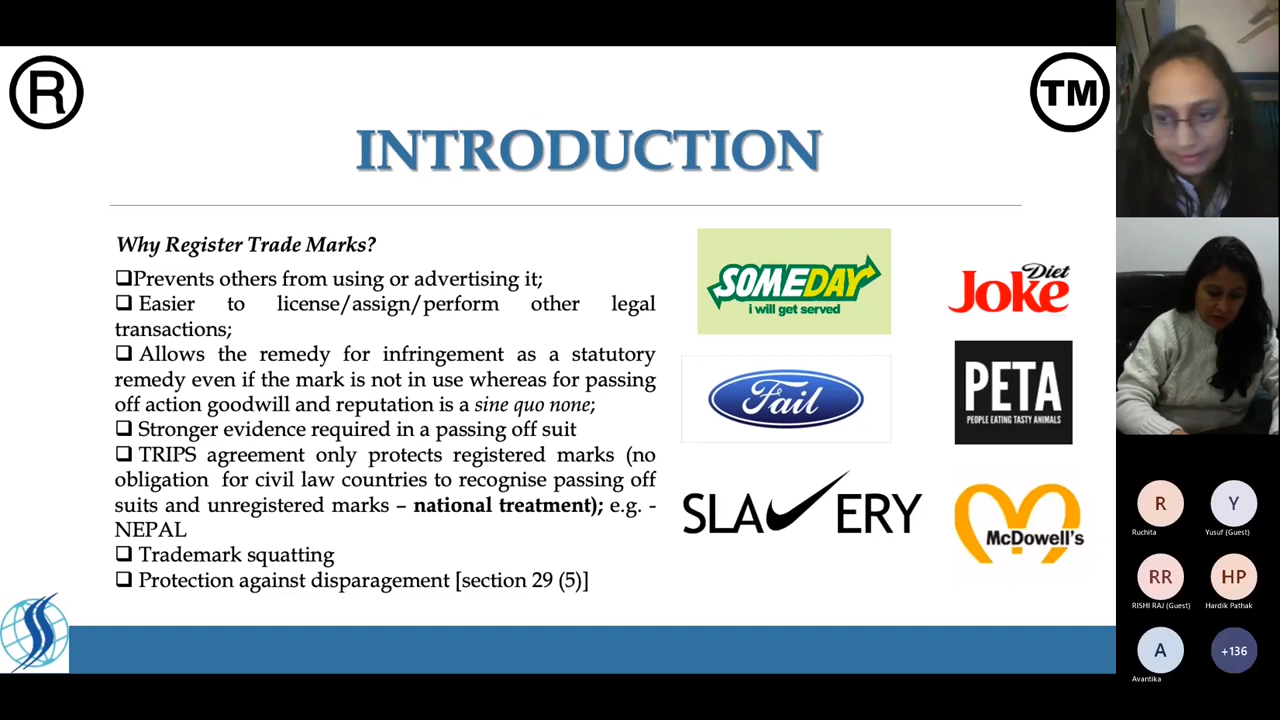 R
TM
INTRODUCTION
Why Register Trade Marks?
Prevents others from using or advertising it;
Easier to license/assign/perform other legal
transactions;
Allows the remedy for infringement as a statutory
remedy even if the mark is not in use whereas for passing
off action goodwill and reputation is a sine quo none;
Stronger evidence required in a passing off suit
TRIPS agreement only protects registered marks (no
obligation for civil law countries to recognise passing off
suits and unregistered marks – national treatment); e.g. -
NEPAL
Trademark squatting
Protection against disparagement [section 29 (5)]
SOMEDAY
i will get served
Diet
Joke
Fail
PETA
PEOPLE EATING TASTY ANIMALS
SLAVERY
McDowell's
R
Ruchita
Y
Yusuf (Guest)
RR
RISHI RAJ (Guest)
HP
Hardik Pathak
A
Avantika
+136